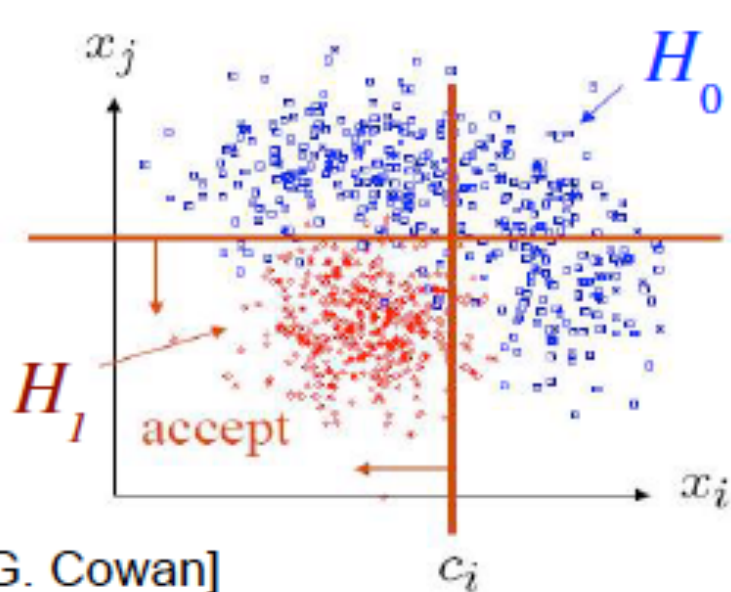 x_j
H_0
H_1
accept
x_i
G. Cowan]
c_i